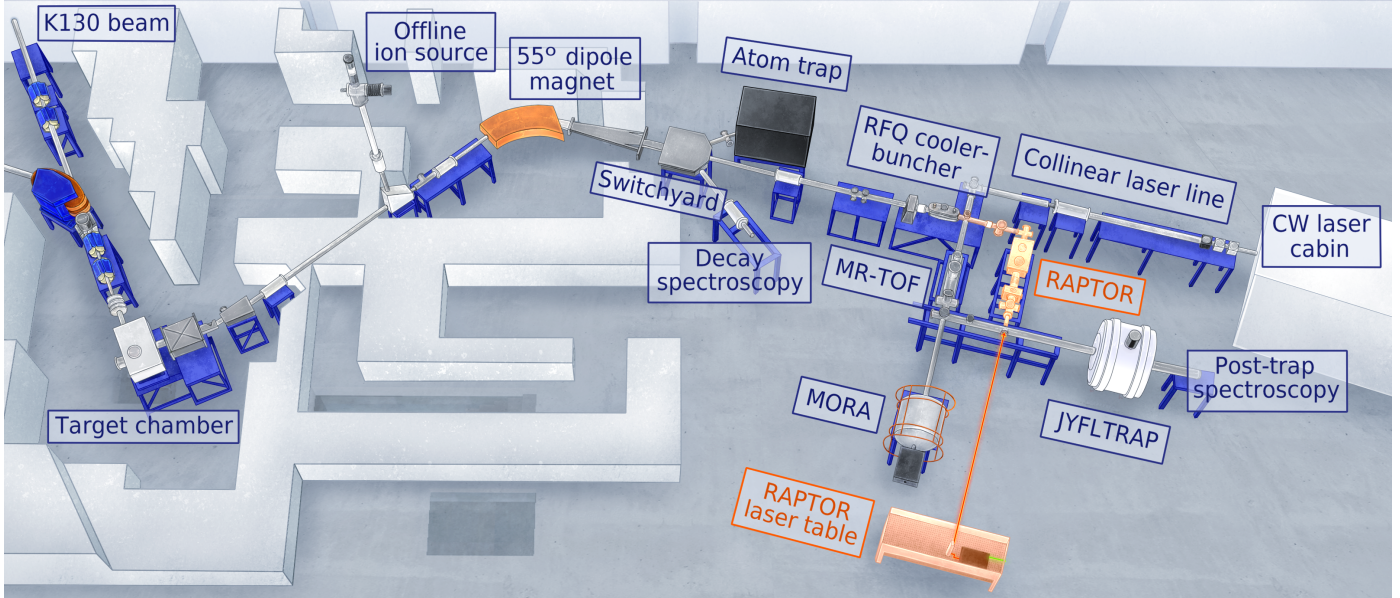 K130 beam
Offline
ion source
55º dipole
magnet
Atom trap
RFQ cooler-
buncher
Collinear laser line
CW laser
cabin
Switchyard
Decay
spectroscopy
MR-TOF
RAPTOR
Post-trap
spectroscopy
MORA
JYFLTRAP
Target chamber
RAPTOR
laser table